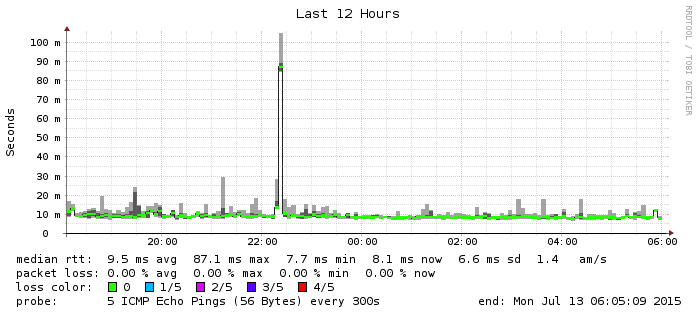 Last 12 Hours
RRDTOOL / TOBI OETIKER
Seconds
100 m
90 m
80 m
70 m
60 m
50 m
40 m
30 m
20 m
10 m
0
20:00 22:00 00:00 02:00 04:00 06:00
median rtt: 9.5 ms avg 87.1 ms max 7.7 ms min 8.1 ms now 6.6 ms sd 1.4 am/s
packet loss: 0.00 % avg 0.00 % max 0.00 % min 0.00 % now
loss color: 0 1/5 2/5 3/5 4/5
probe: 5 ICMP Echo Pings (56 Bytes) every 300s end: Mon Jul 13 06:05:09 2015